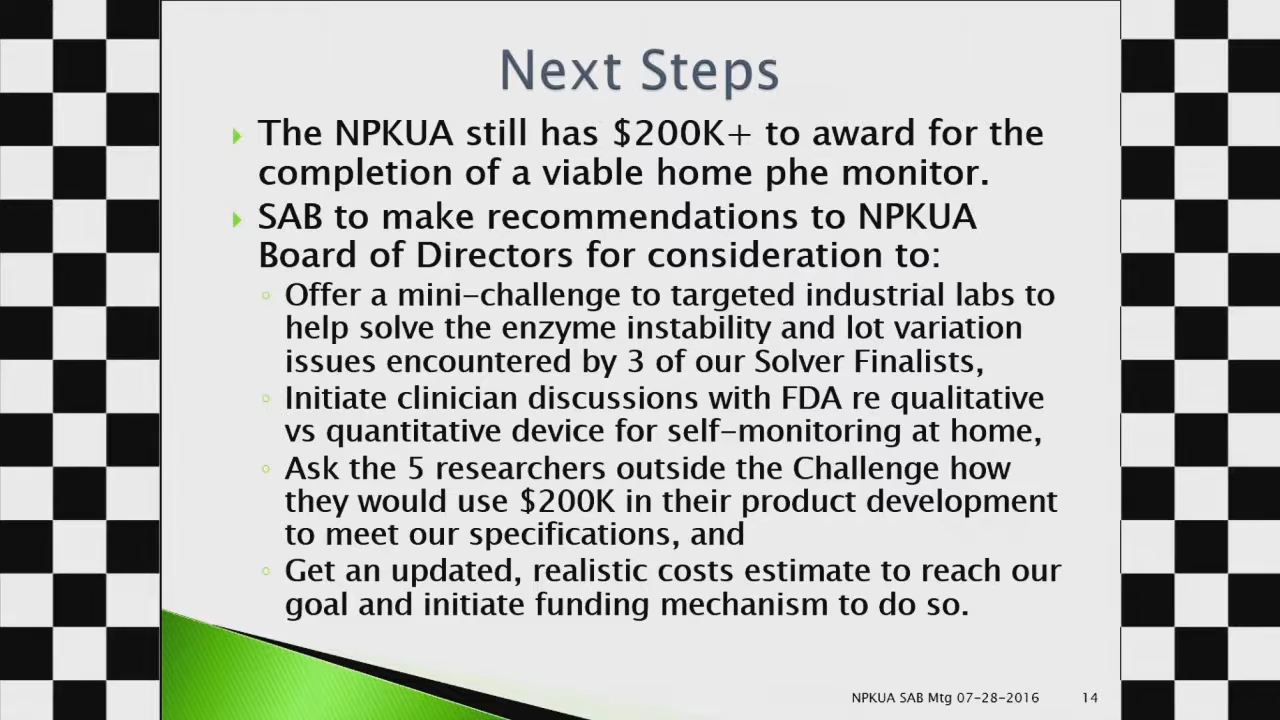 Next Steps
The NPKUA still has $200K+ to award for the
completion of a viable home phe monitor.
SAB to make recommendations to NPKUA
Board of Directors for consideration to:
Offer a mini-challenge to targeted industrial labs to
help solve the enzyme instability and lot variation
issues encountered by 3 of our Solver Finalists,
Initiate clinician discussions with FDA re qualitative
vs quantitative device for self-monitoring at home,
Ask the 5 researchers outside the Challenge how
they would use $200K in their product development
to meet our specifications, and
Get an updated, realistic costs estimate to reach our
goal and initiate funding mechanism to do so.
NPKUA SAB Mtg 07-28-2016 14